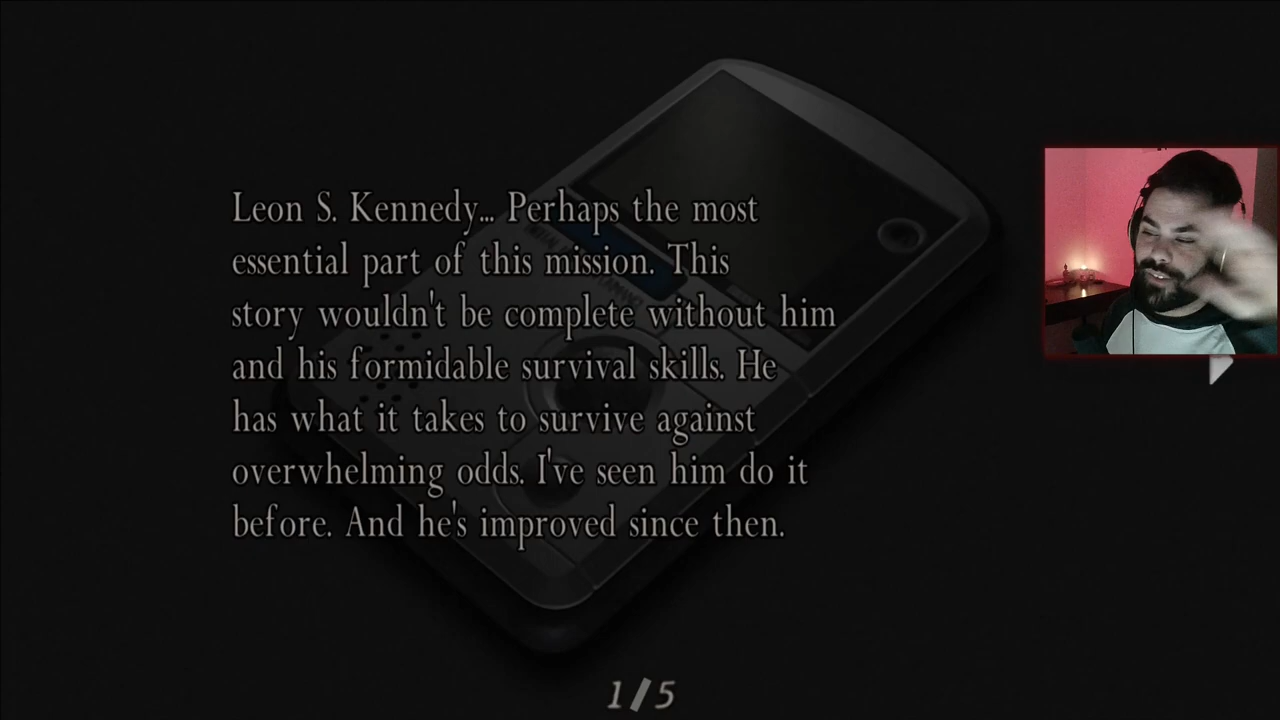 Leon S. Kennedy... Perhaps the most
essential part of this mission. This
story wouldn't be complete without him
and his formidable survival skills. He
has what it takes to survive against
overwhelming odds. I've seen him do it
before. And he's improved since then.
1/5